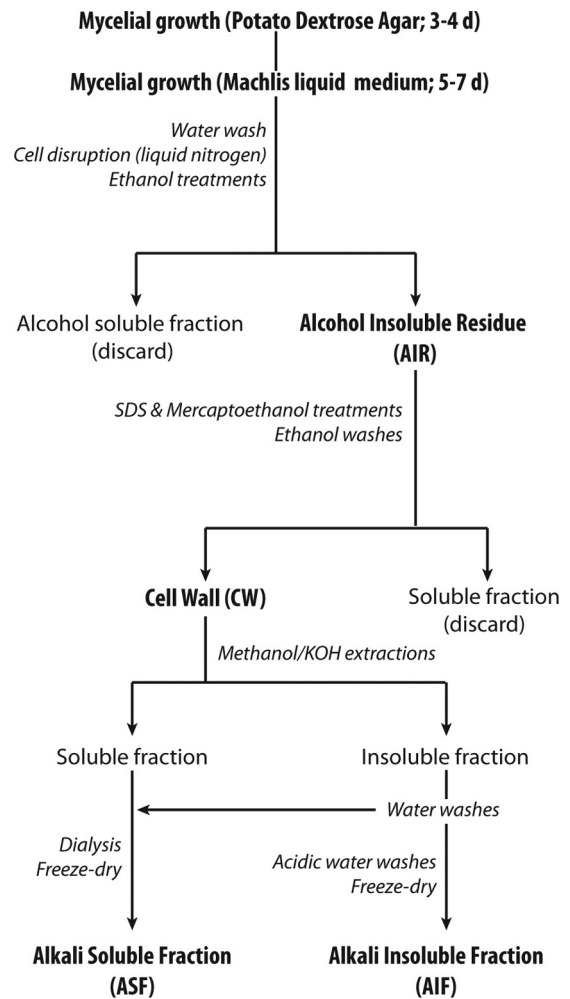 Mycelial growth (Potato Dextrose Agar; 3-4 d)
Mycelial growth (Machlis liquid medium; 5-7 d)
Water wash
Cell disruption (liquid nitrogen)
Ethanol treatments
Alcohol soluble fraction
(discard)
Alcohol Insoluble Residue
(AIR)
SDS & Mercaptoethanol treatments
Ethanol washes
Cell Wall (CW)
Soluble fraction
(discard)
Methanol/KOH extractions
Soluble fraction
Insoluble fraction
Water washes
Dialysis
Freeze-dry
Acidic water washes
Freeze-dry
Alkali Soluble Fraction
(ASF)
Alkali Insoluble Fraction
(AIF)